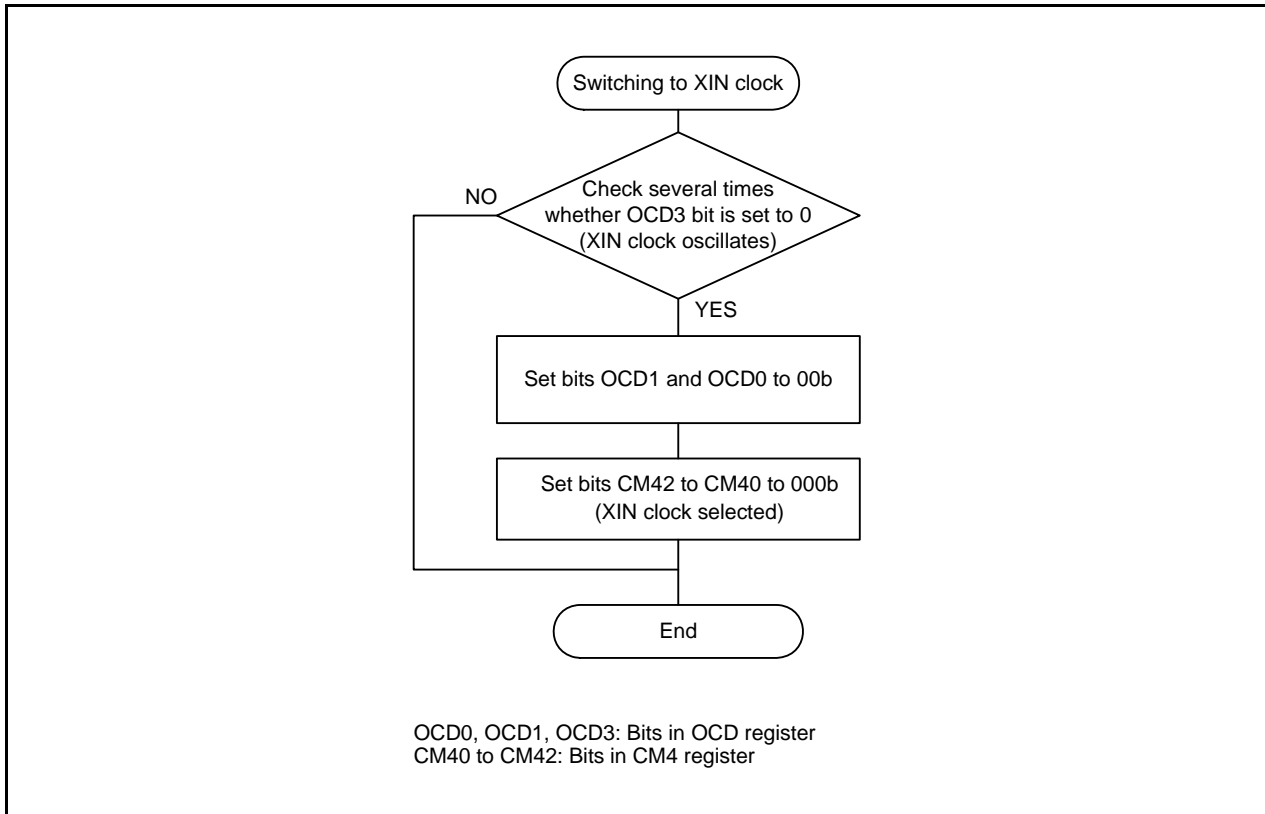 Switching to XIN clock
Check several times
whether OCD3 bit is set to 0
(XIN clock oscillates)
NO
YES
Set bits OCD1 and OCD0 to 00b
Set bits CM42 to CM40 to 000b
(XIN clock selected)
End
OCD0, OCD1, OCD3: Bits in OCD register
CM40 to CM42: Bits in CM4 register